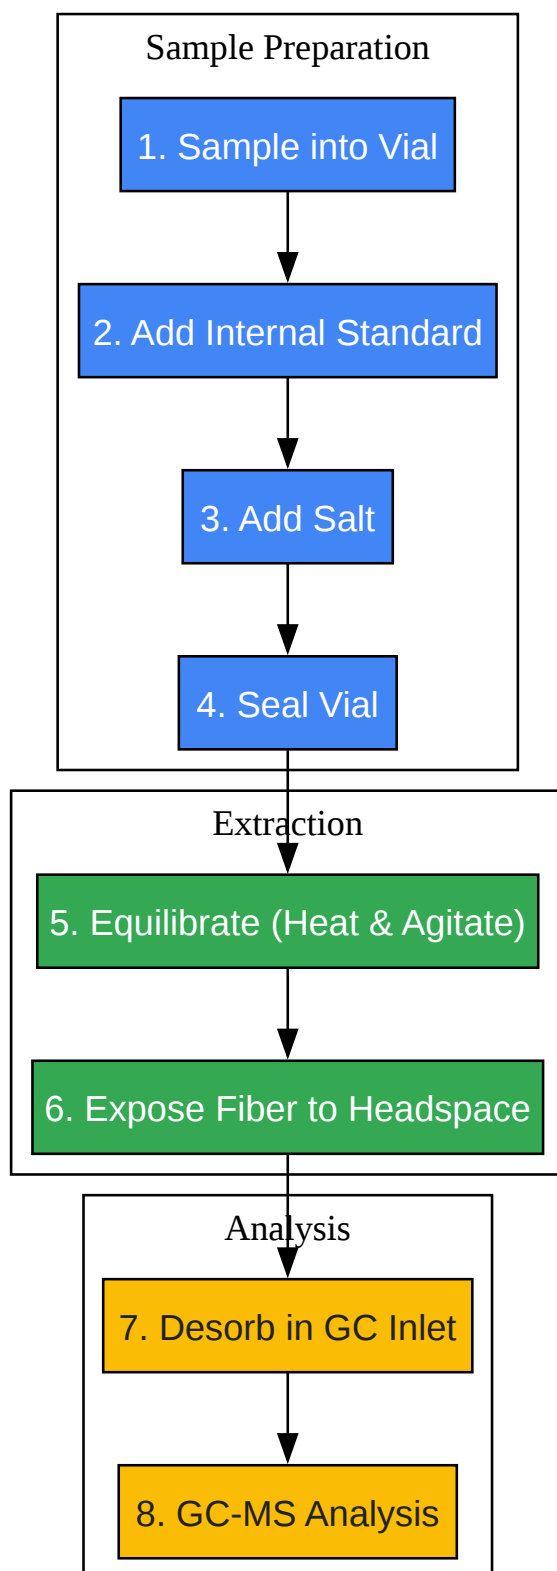 Sample Preparation
1. Sample into Vial
2. Add Internal Standard
3. Add Salt
4. Seal Vial
Extraction
5. Equilibrate (Heat & Agitate)
6. Expose Fiber to Headspace
Analysis
7. Desorb in GC Inlet
8. GC-MS Analysis